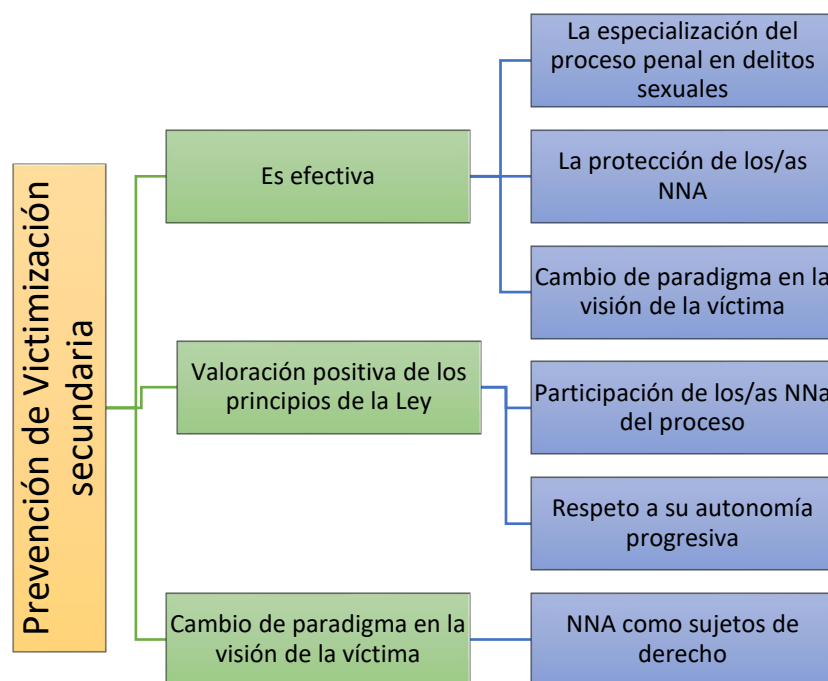 Prevención de Victimización
secundaria
Es efectiva
La especialización del
proceso penal en delitos
sexuales
La protección de los/as
NNA
Cambio de paradigma en la
visión de la víctima
Valoración positiva de los
principios de la Ley
Participación de los/as NNa
del proceso
Respeto a su autonomía
progresiva
Cambio de paradigma en la
visión de la víctima
NNA como sujetos de
derecho